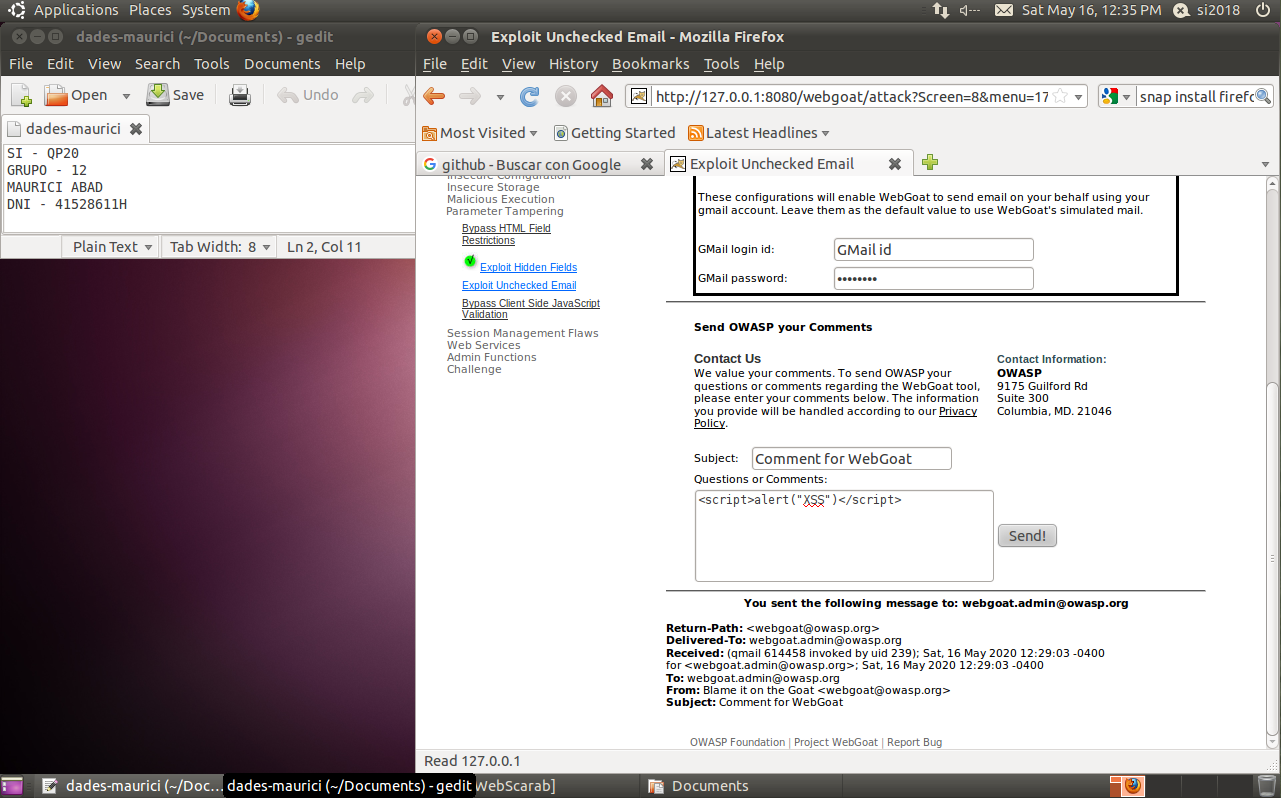 Applications Places System
Sat May 16, 12:35 PM si2018
dades-maurici (~/Documents) - gedit
File Edit View Search Tools Documents Help
Open Save Undo
dades-maurici
SI - QP20
GRUPO - 12
MAURICI ABAD
DNI - 41528611H
Plain Text Tab Width: 8 Ln 2, Col 11
Exploit Unchecked Email - Mozilla Firefox
File Edit View History Bookmarks Tools Help
http://127.0.0.1:8080/webgoat/attack?Screen=8&menu=17
snap install firefo
Most Visited Getting Started Latest Headlines
github - Buscar con Google Exploit Unchecked Email
Insecure Configuration
Insecure Storage
Malicious Execution
Parameter Tampering
Bypass HTML Field
Restrictions
Exploit Hidden Fields
Exploit Unchecked Email
Bypass Client Side JavaScript
Validation
Session Management Flaws
Web Services
Admin Functions
Challenge
These configurations will enable WebGoat to send email on your behalf using your
gmail account. Leave them as the default value to use WebGoat's simulated mail.
GMail login id: GMail id
GMail password: ••••••••
Send OWASP your Comments
Contact Us
We value your comments. To send OWASP your
questions or comments regarding the WebGoat tool,
please enter your comments below. The information
you provide will be handled according to our Privacy
Policy.
Contact Information:
OWASP
9175 Guilford Rd
Suite 300
Columbia, MD. 21046
Subject: Comment for WebGoat
Questions or Comments:
<script>alert("XSS")</script>
Send!
You sent the following message to: webgoat.admin@owasp.org
Return-Path: <webgoat@owasp.org>
Delivered-To: webgoat.admin@owasp.org
Received: (qmail 614458 invoked by uid 239); Sat, 16 May 2020 12:29:03 -0400
for <webgoat.admin@owasp.org>; Sat, 16 May 2020 12:29:03 -0400
To: webgoat.admin@owasp.org
From: Blame it on the Goat <webgoat@owasp.org>
Subject: Comment for WebGoat
OWASP Foundation | Project WebGoat | Report Bug
Read 127.0.0.1
dades-maurici (~/Doc... dades-maurici (~/Documents) - gedit WebScarab] Documents